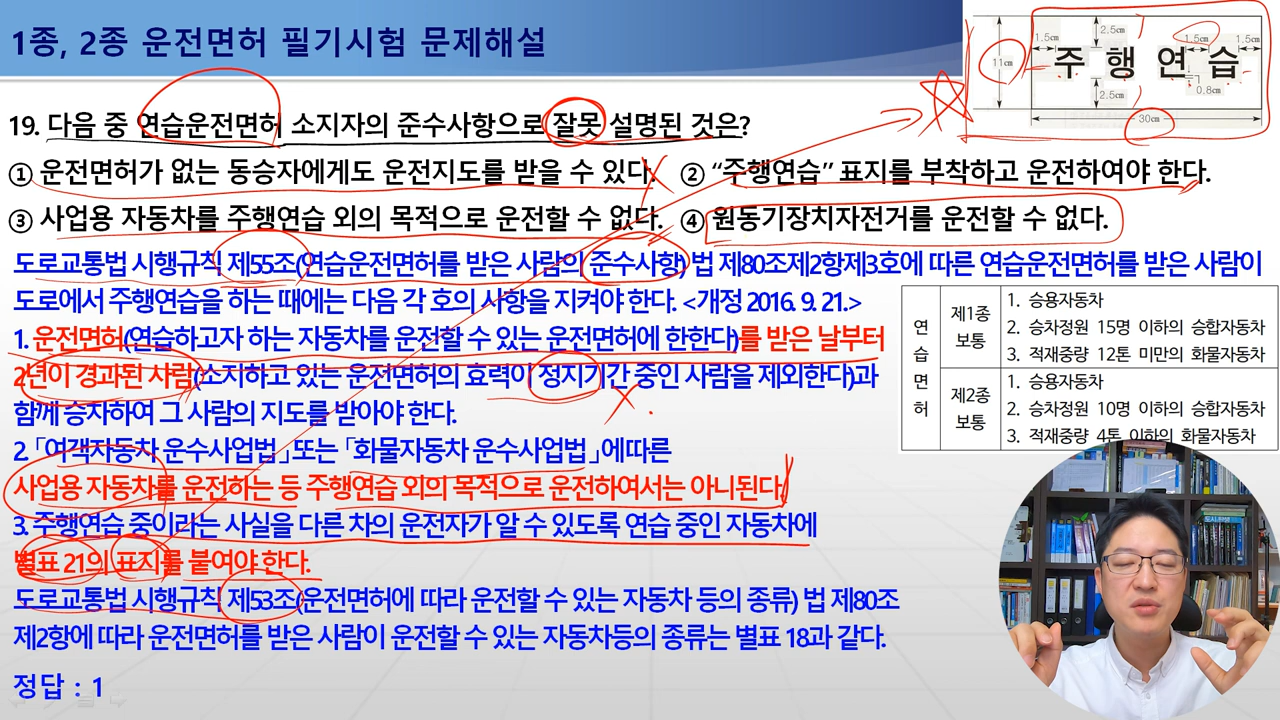 1종, 2종 운전면허 필기시험 문제해설
1.5㎝ 2.5㎝ 1.5㎝ 1.5㎝
11㎝ 주 행 연 습
2.5㎝ 0.8㎝
30㎝
19. 다음 중 연습운전면허 소지자의 준수사항으로 잘못 설명된 것은?
① 운전면허가 없는 동승자에게도 운전지도를 받을 수 있다. ② “주행연습” 표지를 부착하고 운전하여야 한다.
③ 사업용 자동차를 주행연습 외의 목적으로 운전할 수 없다. ④ 원동기장치자전거를 운전할 수 없다.
도로교통법 시행규칙 제55조(연습운전면허를 받은 사람의 준수사항) 법 제80조제2항제3호에 따른 연습운전면허를 받은 사람이
도로에서 주행연습을 하는 때에는 다음 각 호의 사항을 지켜야 한다. <개정 2016. 9. 21.>
1. 운전면허(연습하고자 하는 자동차를 운전할 수 있는 운전면허에 한한다)를 받은 날부터
2년이 경과된 사람(소지하고 있는 운전면허의 효력이 정지기간 중인 사람을 제외한다)과
함께 승차하여 그 사람의 지도를 받아야 한다.
2. 「여객자동차 운수사업법」 또는 「화물자동차 운수사업법」에 따른
사업용 자동차를 운전하는 등 주행연습 외의 목적으로 운전하여서는 아니된다.
3. 주행연습 중이라는 사실을 다른 차의 운전자가 알 수 있도록 연습 중인 자동차에
별표 21의 표지를 붙여야 한다.
도로교통법 시행규칙 제53조(운전면허에 따라 운전할 수 있는 자동차 등의 종류) 법 제80조
제2항에 따라 운전면허를 받은 사람이 운전할 수 있는 자동차등의 종류는 별표 18과 같다.
정답 : 1
연습면허
제1종 보통
1. 승용자동차
2. 승차정원 15명 이하의 승합자동차
3. 적재중량 12톤 미만의 화물자동차
제2종 보통
1. 승용자동차
2. 승차정원 10명 이하의 승합자동차
3. 적재중량 4톤 이하의 화물자동차